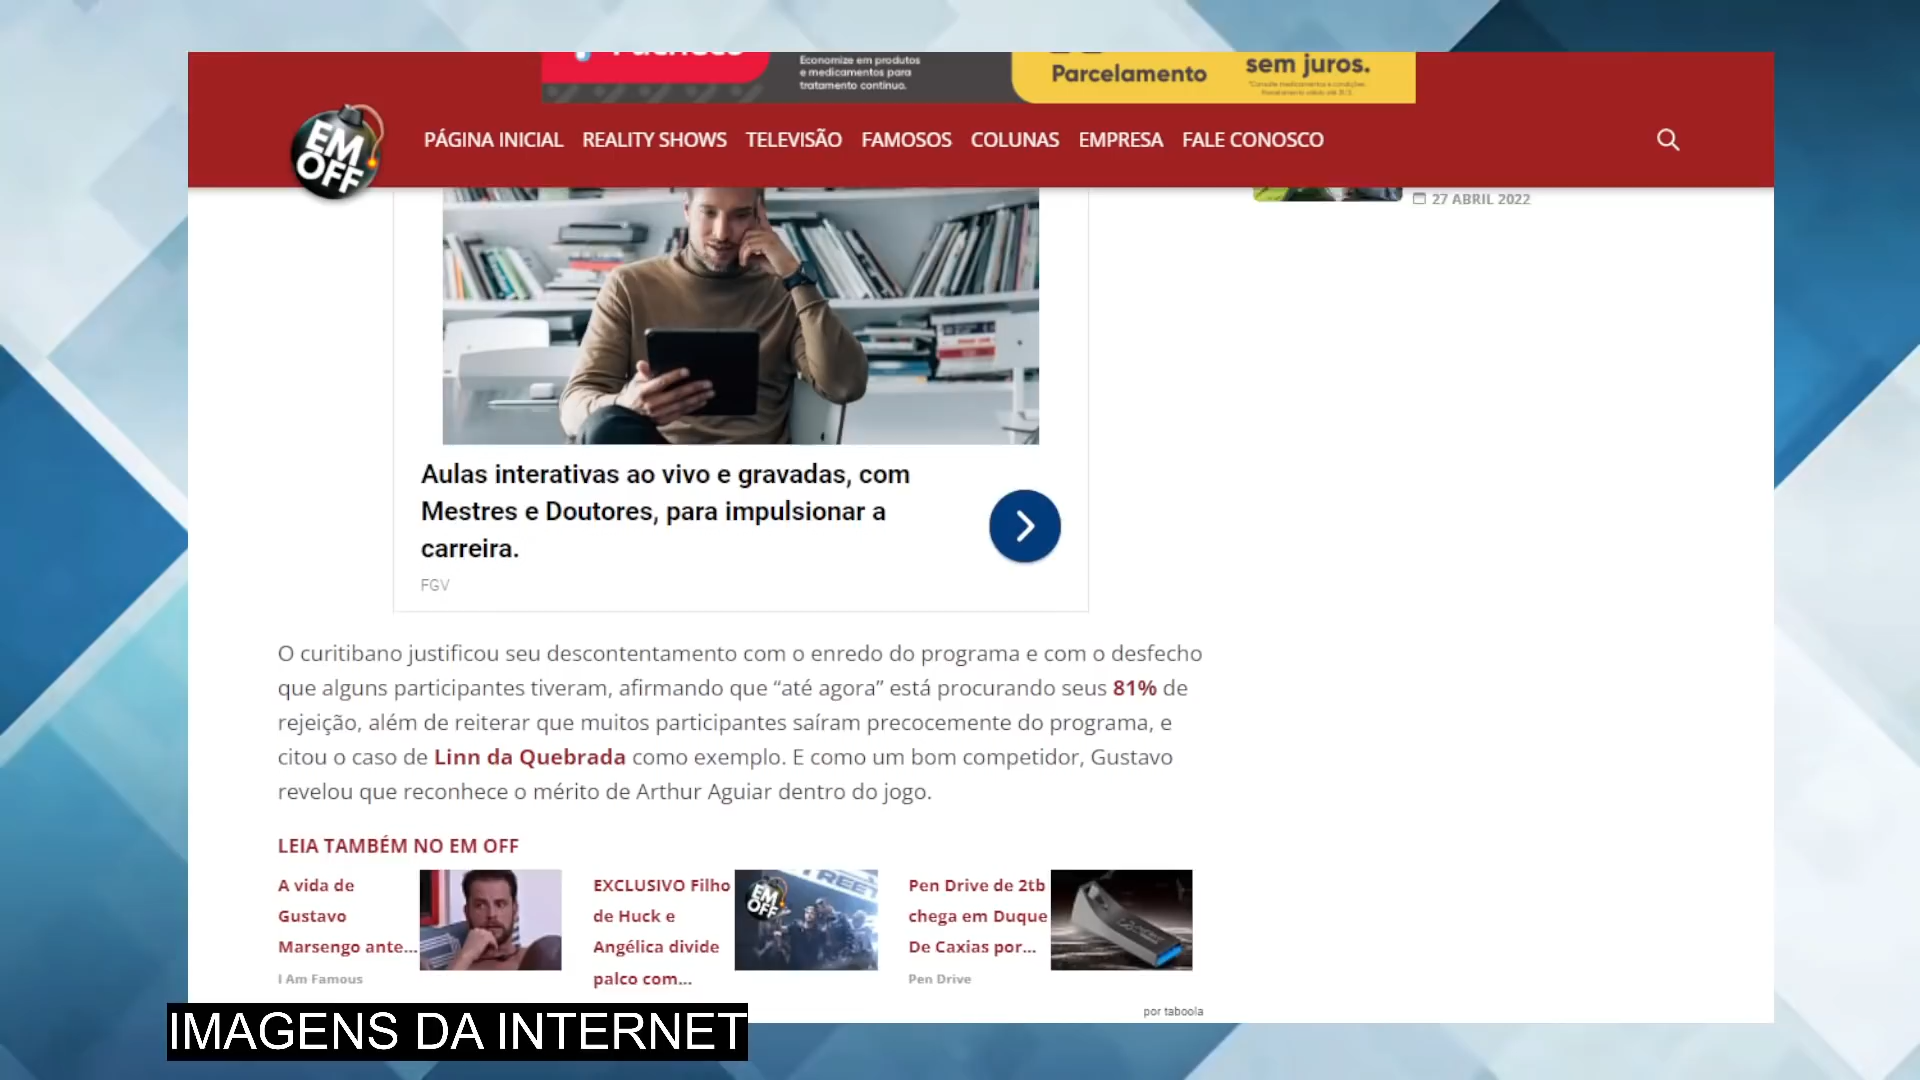 Economize em produtos
e medicamentos para
tratamento contínuo.
Parcelamento
sem juros.
EM
OFF
PÁGINA INICIAL REALITY SHOWS TELEVISÃO FAMOSOS COLUNAS EMPRESA FALE CONOSCO
27 ABRIL 2022
Aulas interativas ao vivo e gravadas, com
Mestres e Doutores, para impulsionar a
carreira.
FGV
O curitibano justificou seu descontentamento com o enredo do programa e com o desfecho
que alguns participantes tiveram, afirmando que “até agora” está procurando seus 81% de
rejeição, além de reiterar que muitos participantes saíram precocemente do programa, e
citou o caso de Linn da Quebrada como exemplo. E como um bom competidor, Gustavo
revelou que reconhece o mérito de Arthur Aguiar dentro do jogo.
LEIA TAMBÉM NO EM OFF
A vida de
Gustavo
Marsengo ante...
I Am Famous
EXCLUSIVO Filho
de Huck e
Angélica divide
palco com...
EM
OFF
Pen Drive de 2tb
chega em Duque
De Caxias por...
Pen Drive
por taboola
IMAGENS DA INTERNET